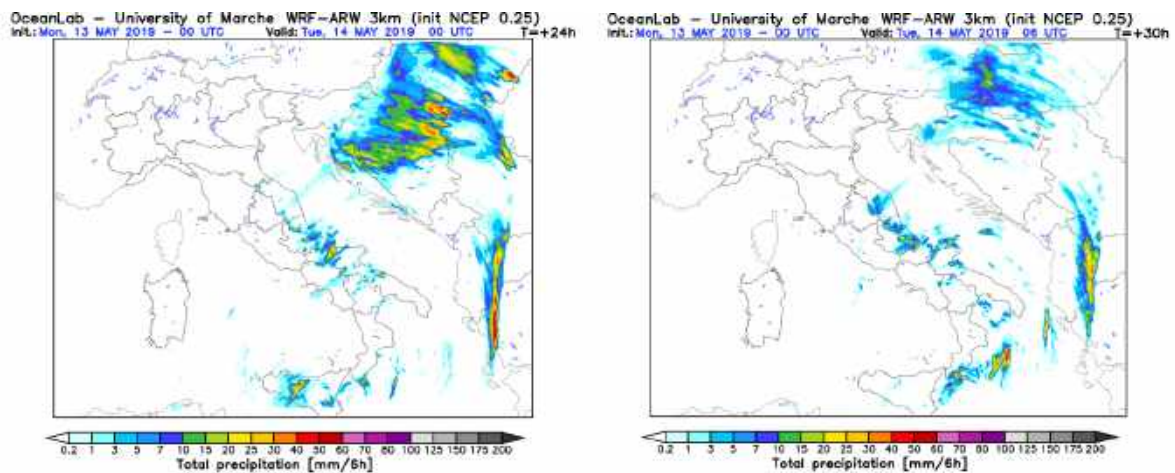 OceanLab – University of Marche WRF-ARW 3km (init NCEP 0.25)
Init.: Mon, 13 MAY 2019 – 00 UTC Valid: Tue, 14 MAY 2019 00 UTC T=+24h
0.2 1 3 5 7 10 15 20 25 30 40 50 60 70 80 100 125 150 175 200
Total precipitation [mm/6h]
OceanLab – University of Marche WRF-ARW 3km (init NCEP 0.25)
Init.: Mon, 13 MAY 2019 – 00 UTC Valid: Tue, 14 MAY 2019 06 UTC T=+30h
0.2 1 3 5 7 10 15 20 25 30 40 50 60 70 80 100 125 150 175 200
Total precipitation [mm/6h]